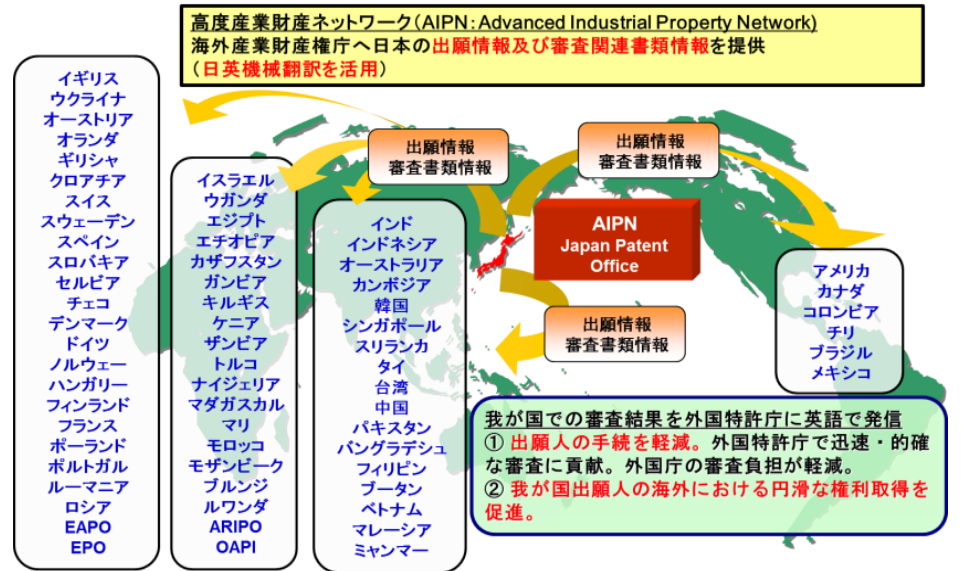 高度産業財産ネットワーク(AIPN:Advanced Industrial Property Network)
海外産業財産権庁へ日本の出願情報及び審査関連書類情報を提供
(日英機械翻訳を活用)
イギリス
ウクライナ
オーストリア
オランダ
ギリシャ
クロアチア
スイス
スウェーデン
スペイン
スロバキア
セルビア
チェコ
デンマーク
ドイツ
ノルウェー
ハンガリー
フィンランド
フランス
ポーランド
ポルトガル
ルーマニア
ロシア
EAPO
EPO
イスラエル
ウガンダ
エジプト
エチオピア
カザフスタン
ガンビア
キルギス
ケニア
ザンビア
トルコ
ナイジェリア
マダガスカル
マリ
モロッコ
モザンビーク
ブルンジ
ルワンダ
ARIPO
OAPI
出願情報
審査書類情報
インド
インドネシア
オーストラリア
カンボジア
韓国
シンガポール
スリランカ
タイ
台湾
中国
パキスタン
バングラデシュ
フィリピン
ブータン
ベトナム
マレーシア
ミャンマー
出願情報
審査書類情報
AIPN
Japan Patent
Office
出願情報
審査書類情報
アメリカ
カナダ
コロンビア
チリ
ブラジル
メキシコ
我が国での審査結果を外国特許庁に英語で発信
① 出願人の手続を軽減。外国特許庁で迅速・的確
な審査に貢献。外国庁の審査負担が軽減。
② 我が国出願人の海外における円滑な権利取得を
促進。